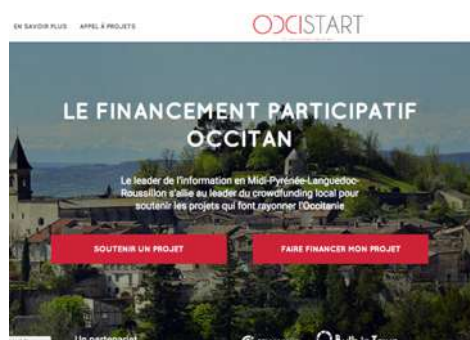 EN SAVOIR PLUS APPEL À PROJETS
OCCISTART
LE FINANCEMENT PARTICIPATIF
OCCITAN
Le leader de l'information en Midi-Pyrénée-Languedoc-
Roussillon s'allie au leader du crowdfunding local pour
soutenir les projets qui font rayonner l'Occitanie
SOUTENIR UN PROJET FAIRE FINANCER MON PROJET
Un partenariat